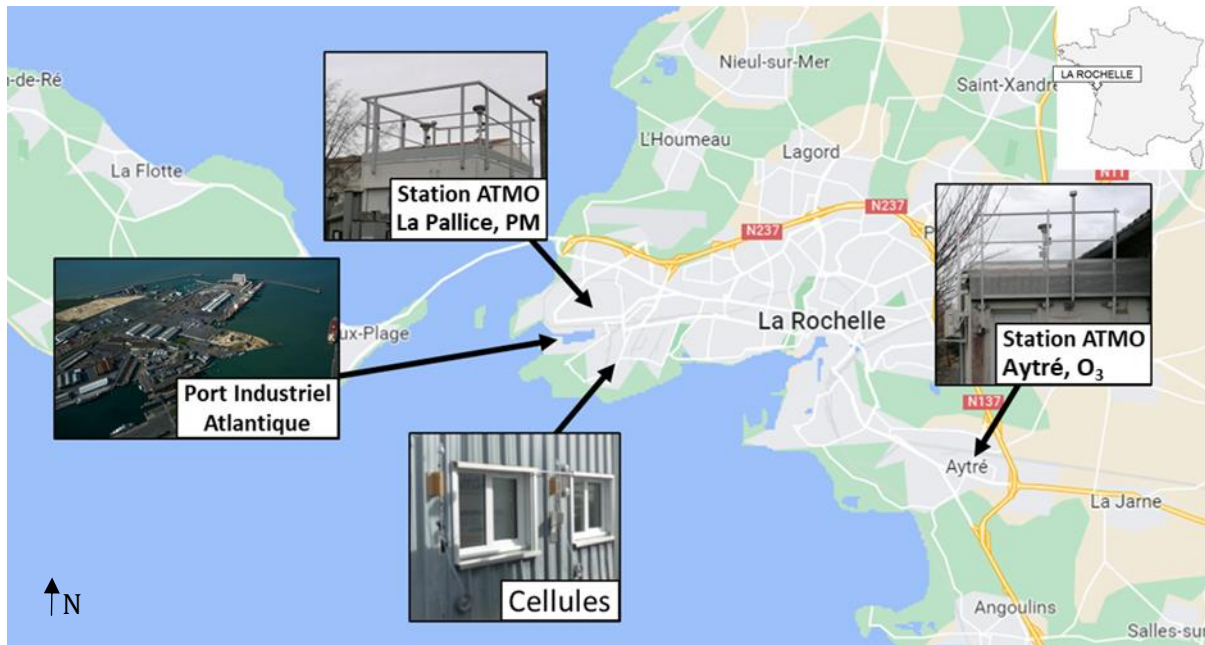 n-de-Ré
La Flotte
ux-Plage
Station ATMO
La Pallice, PM
Port Industriel
Atlantique
Cellules
Nieul-sur-Mer
L'Houmeau
Lagord
Saint-Xandre
LA ROCHELLE
N11
N237
N237
P
La Rochelle
Station ATMO
Aytré, O₃
N137
Aytré
La Jarne
Angoulins
Salles-sur
N